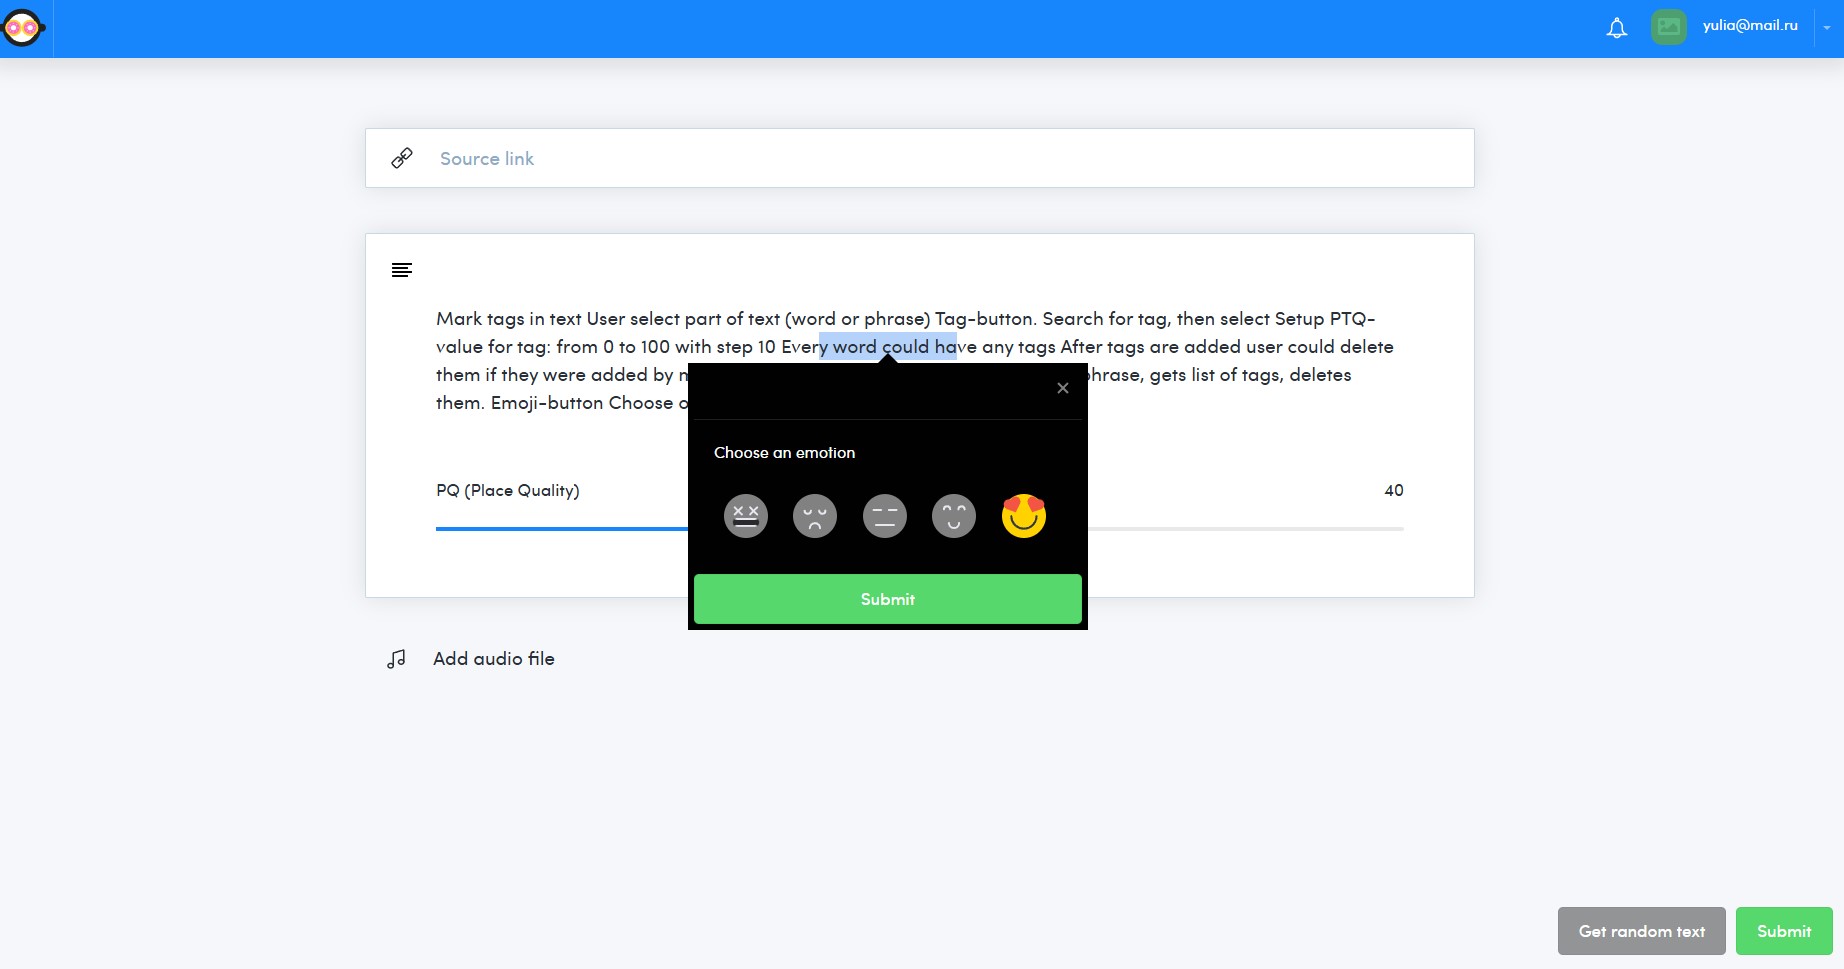 yulia@mail.ru
Source link
Mark tags in text User select part of text (word or phrase) Tag-button. Search for tag, then select Setup PTQ-
value for tag: from 0 to 100 with step 10 Every word could have any tags After tags are added user could delete
them if they were added by phrase, gets list of tags, deletes
them. Emoji-button Choose
Choose an emotion
PQ (Place Quality) 40
Submit
Add audio file
Get random text Submit